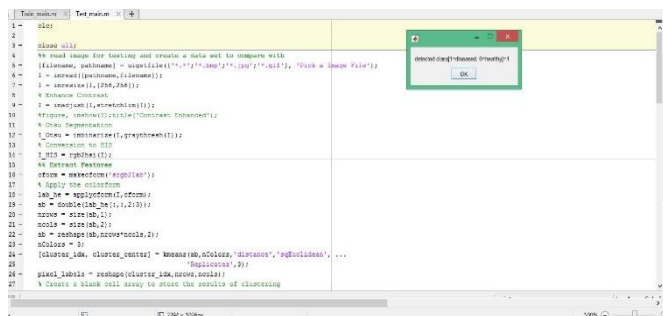 Train_main.m × Test_main.m × +
1 - clc;
2
3 - close all;
4 %% read image for testing and create a data set to compare with
5 - [filename, pathname] = uigetfile({'*.*';'*.bmp';'*.jpg';'*.gif'}, 'Pick a Image File');
6 - I = imread([pathname,filename]);
7 - I = imresize(I,[256,256]);
8 % Enhance Contrast
9 - I = imadjust(I,stretchlim(I));
10 %figure, imshow(I);title('Contrast Enhanced');
11 % Otsu Segmentation
12 - I_Otsu = imbinarize(I,graythresh(I));
13 % Conversion to HIS
14 - I_HIS = rgb2hsi(I);
15 %% Extract Features
16 - cform = makecform('srgb2lab');
17 % Apply the colorform
18 - lab_he = applycform(I,cform);
19 - ab = double(lab_he(:,:,2:3));
20 - nrows = size(ab,1);
21 - ncols = size(ab,2);
22 - ab = reshape(ab,nrows*ncols,2);
23 - nColors = 3;
24 - [cluster_idx, cluster_center] = kmeans(ab,nColors,'distance','sqEuclidean', ...
25 'Replicates',3);
26 - pixel_labels = reshape(cluster_idx,nrows,ncols);
27 % Create a blank cell array to store the results of clustering
detected class[1=diseased, 0=healthy]=1
OK
100%